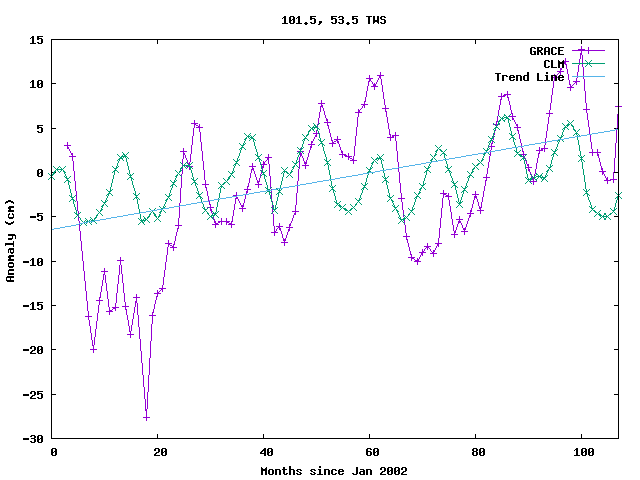 101.5, 53.5 TWS
15
10
5
0
-5
-10
-15
-20
-25
-30
Anomaly (cm)
GRACE
CLM
Trend Line
0 20 40 60 80 100
Months since Jan 2002